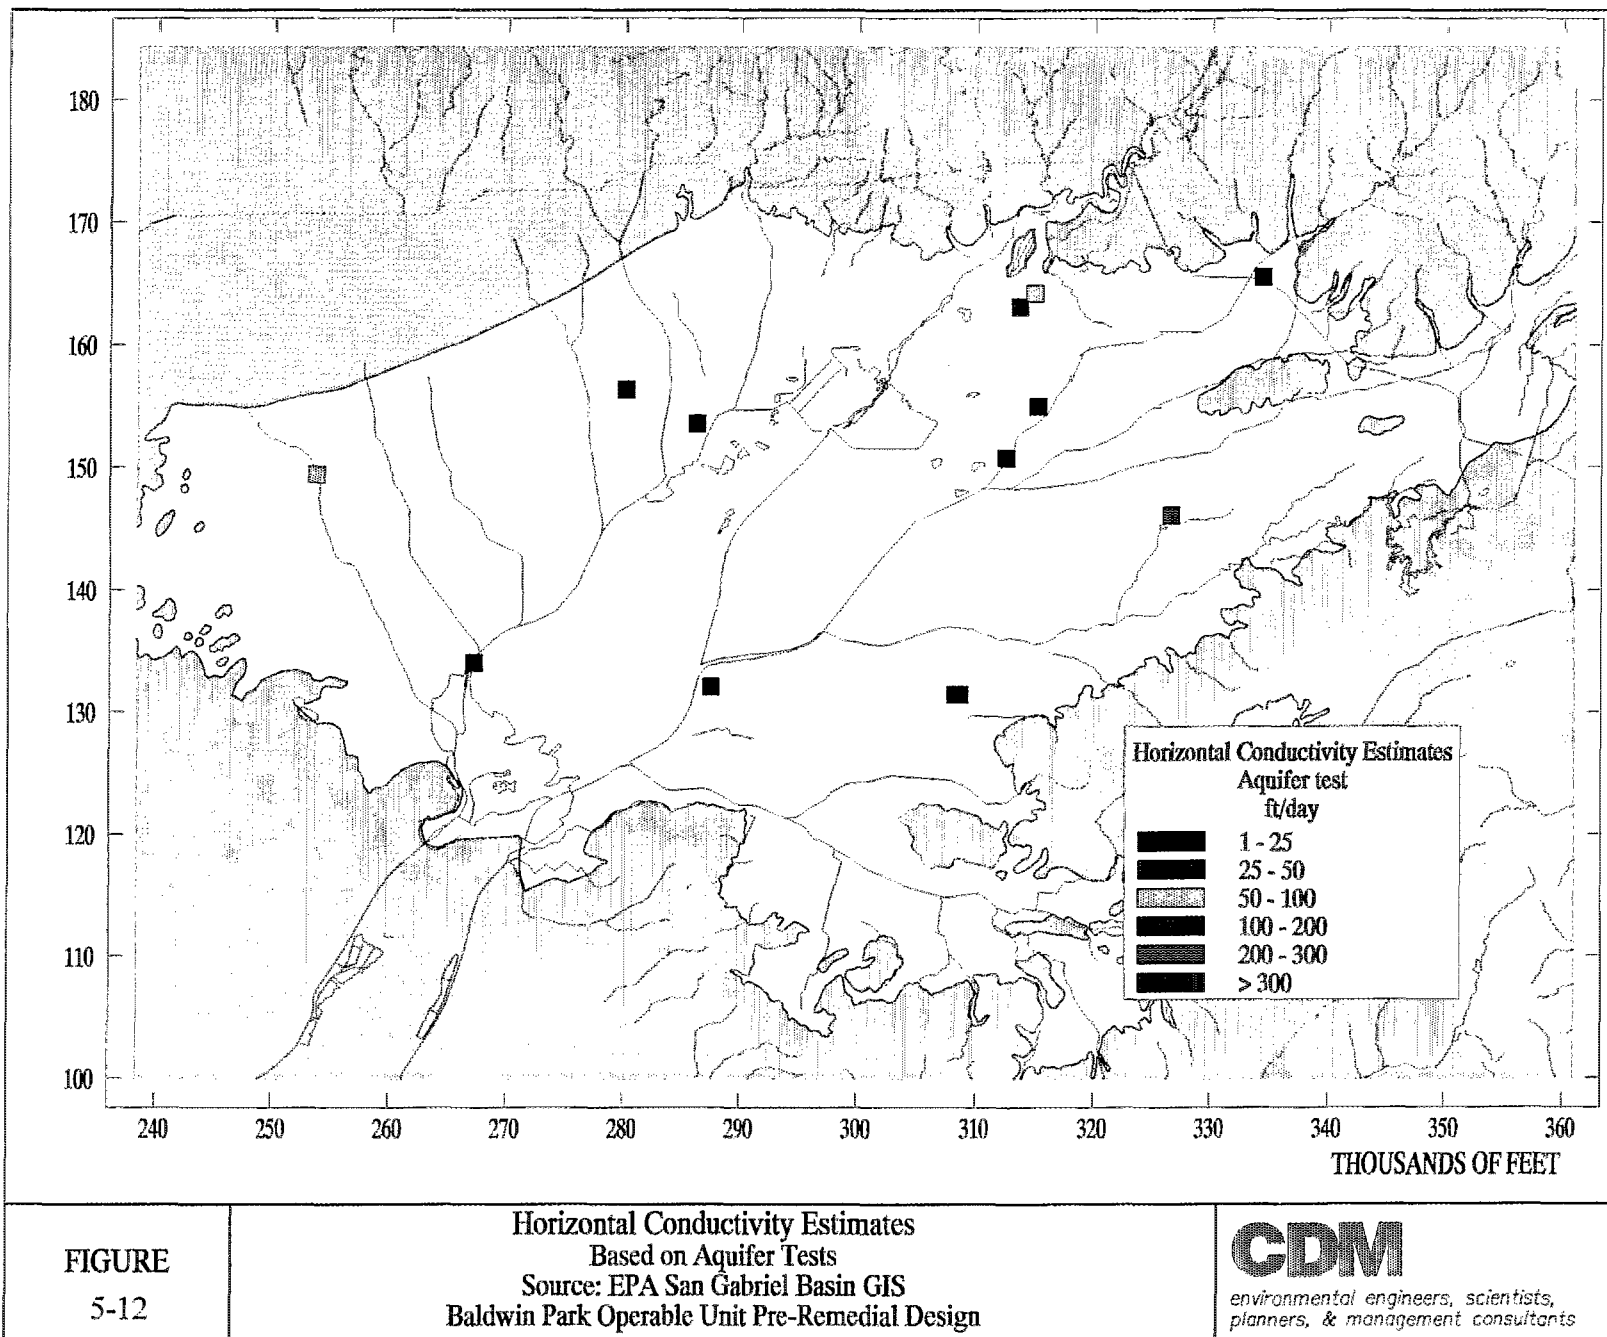 180
170
160
150
140
130
120
110
100
240 250 260 270 280 290 300 310 320 330 340 350 360
THOUSANDS OF FEET
Horizontal Conductivity Estimates
Aquifer test
ft/day
1 - 25
25 - 50
50 - 100
100 - 200
200 - 300
> 300
FIGURE
5-12
Horizontal Conductivity Estimates
Based on Aquifer Tests
Source: EPA San Gabriel Basin GIS
Baldwin Park Operable Unit Pre-Remedial Design
CDM
environmental engineers, scientists,
planners, & management consultants